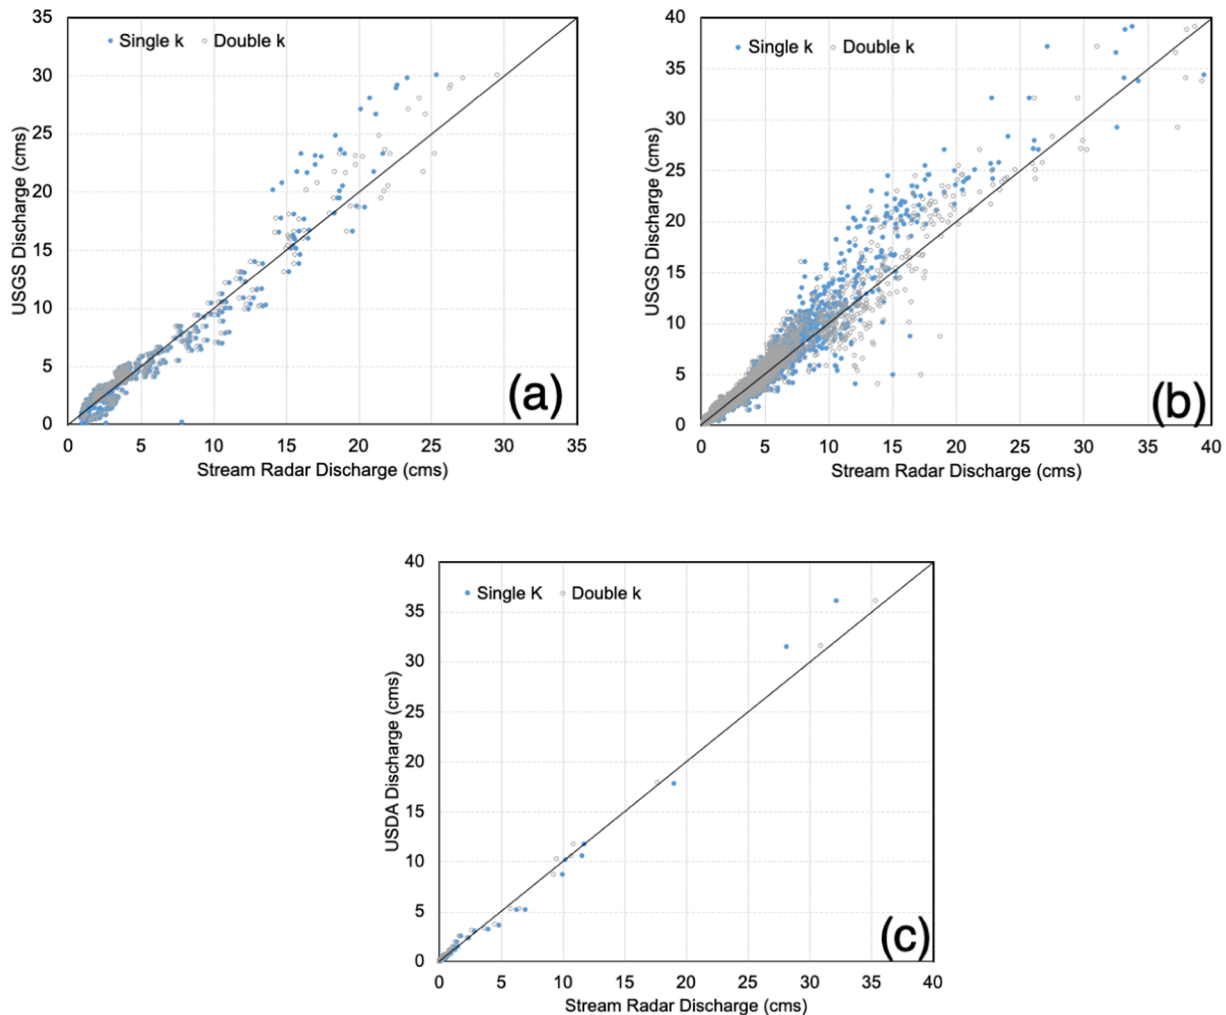 35
30
25
20
15
10
5
0
USGS Discharge (cms)
Single k Double k
(a)
0 5 10 15 20 25 30 35
Stream Radar Discharge (cms)
40
35
30
25
20
15
10
5
0
USGS Discharge (cms)
Single k Double k
(b)
0 5 10 15 20 25 30 35 40
Stream Radar Discharge (cms)
40
35
30
25
20
15
10
5
0
USDA Discharge (cms)
Single K Double k
(c)
0 5 10 15 20 25 30 35 40
Stream Radar Discharge (cms)